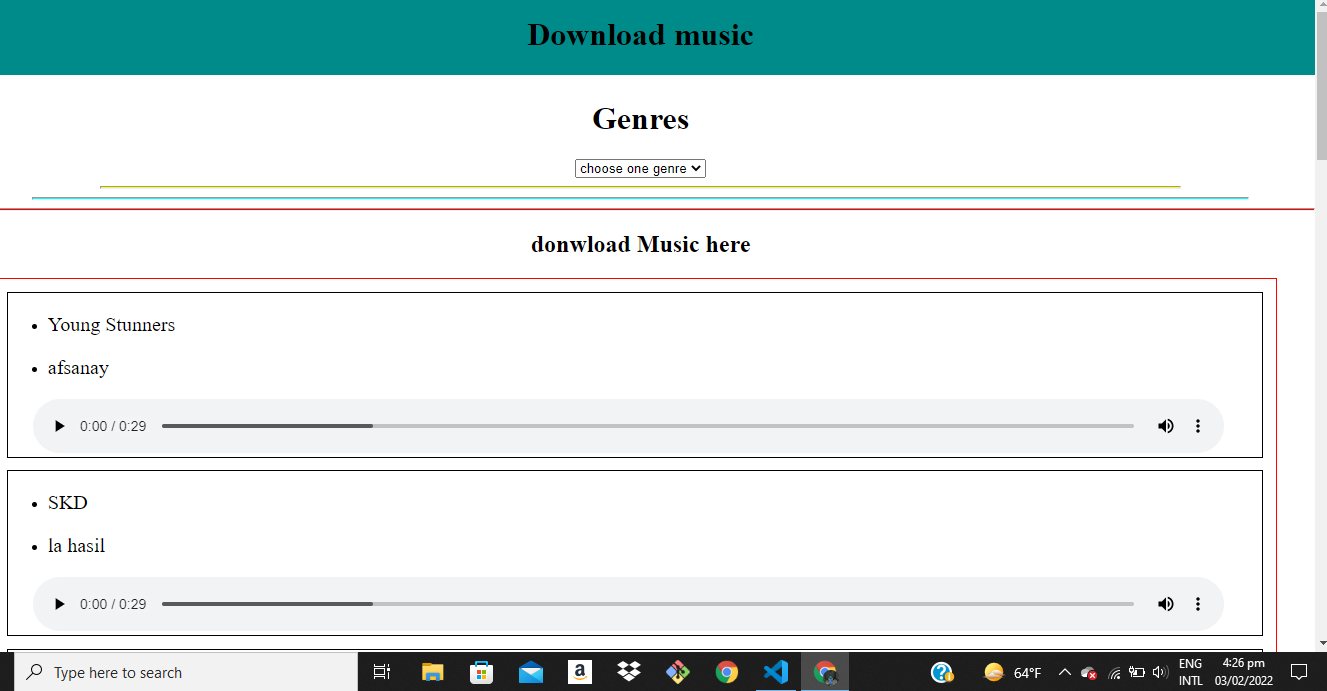 Download music
Genres
choose one genre
donwload Music here
Young Stunners
afsanay
0:00 / 0:29
SKD
la hasil
0:00 / 0:29
Type here to search
a
64°F
ENG
INTL
4:26 pm
03/02/2022